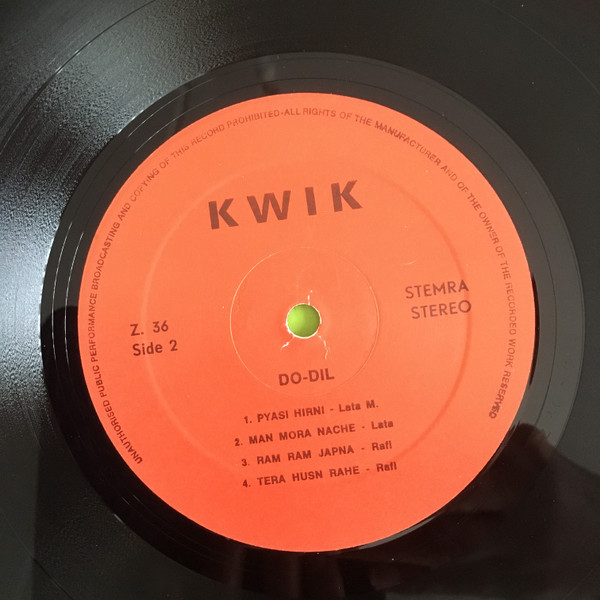 UNAUTHORISED PUBLIC PERFORMANCE BROADCASTING AND COPYING OF THIS RECORD PROHIBITED-ALL RIGHTS OF THE MANUFACTURER AND OF THE OWNER OF THE RECORDED WORK RESERVED
KWIK
STEMRA
STEREO
Z. 36
Side 2
DO-DIL
1. PYASI HIRNI - Lata M.
2. MAN MORA NACHE - Lata
3. RAM RAM JAPNA - Rafi
4. TERA HUSN RAHE - Rafi